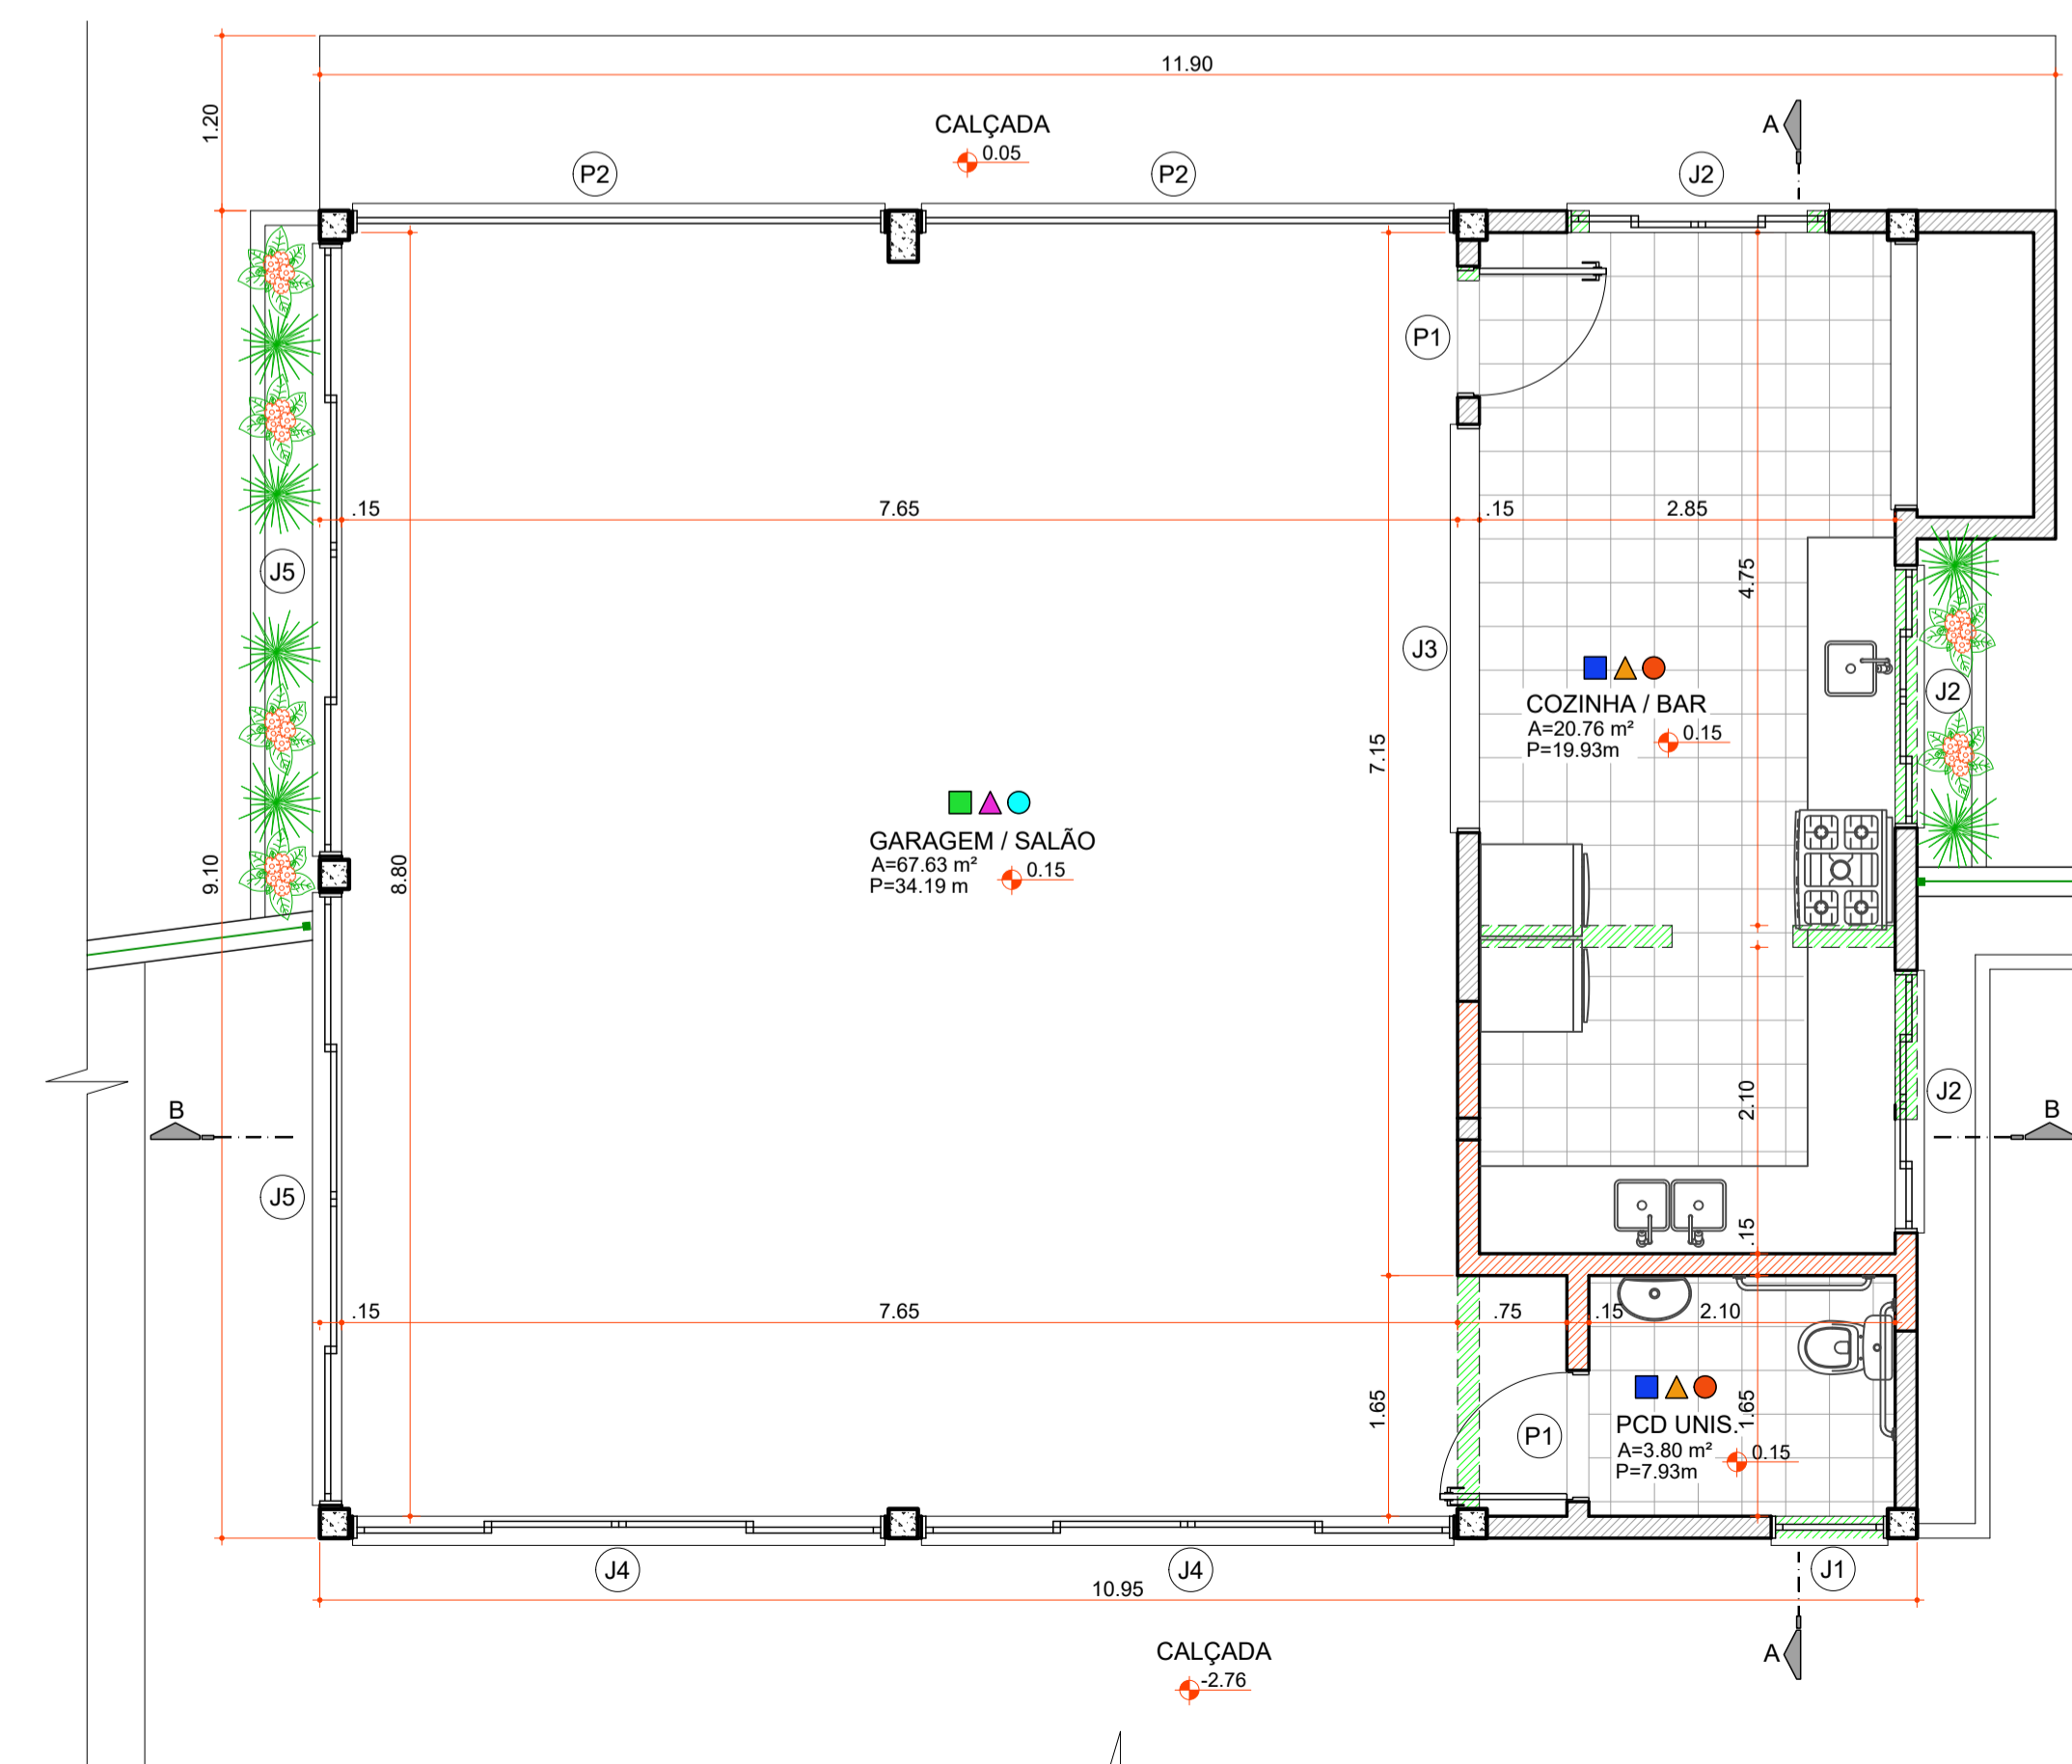 11.90
1.20
CALÇADA
0.05
A
P2
P2
J2
P1
.15
7.65
.15
2.85
J5
4.75
J3
COZINHA / BAR
A=20.76 m²
P=19.93m
0.15
J2
7.15
GARAGEM / SALÃO
A=67.63 m²
P=34.19 m
0.15
9.10
8.80
B
2.10
J2
B
J5
.15
.15
7.65
.75
.15
2.10
1.65
1.65
P1
PCD UNIS.
A=3.80 m²
P=7.93m
0.15
J4
J4
J1
10.95
CALÇADA
-2.76
A